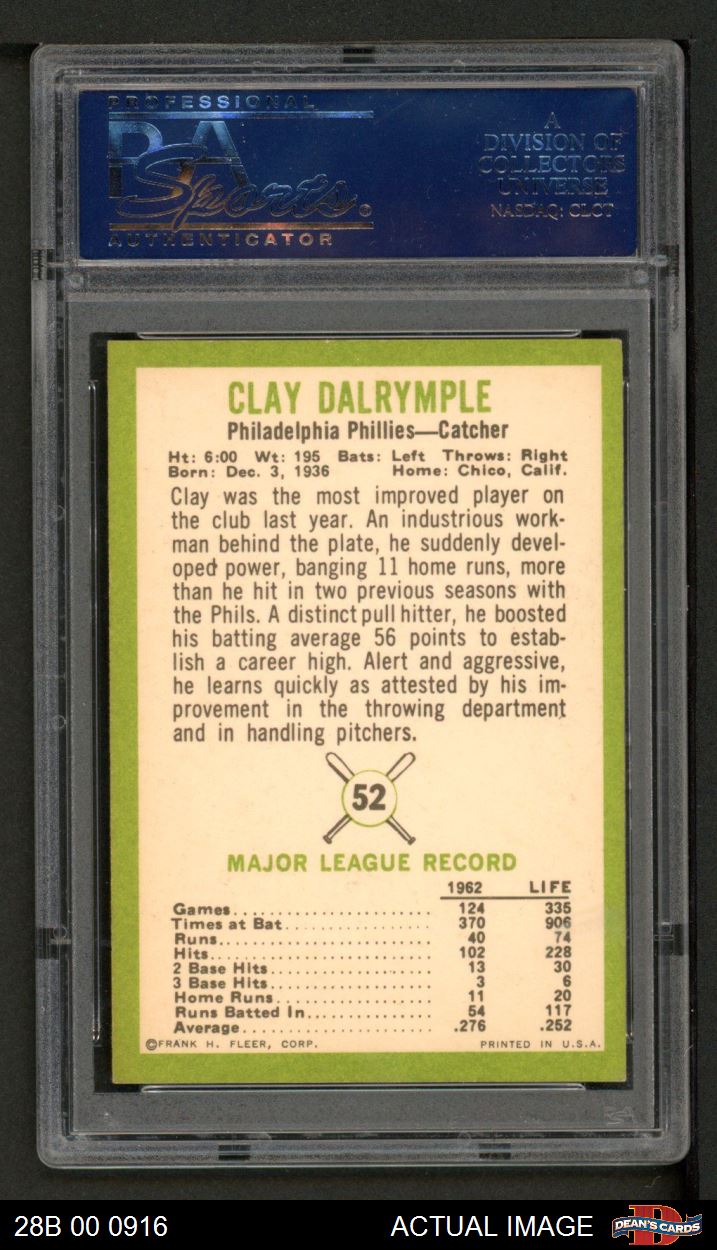 PROFESSIONAL
PSA
Sports
AUTHENTICATOR
A
DIVISION OF
COLLECTORS
UNIVERSE
NASDAQ: CLCT
CLAY DALRYMPLE
Philadelphia Phillies—Catcher
Ht: 6:00 Wt: 195 Bats: Left Throws: Right
Born: Dec. 3, 1936 Home: Chico, Calif.
Clay was the most improved player on
the club last year. An industrious work-
man behind the plate, he suddenly devel-
oped power, banging 11 home runs, more
than he hit in two previous seasons with
the Phils. A distinct pull hitter, he boosted
his batting average 56 points to estab-
lish a career high. Alert and aggressive,
he learns quickly as attested by his im-
provement in the throwing department
and in handling pitchers.
52
MAJOR LEAGUE RECORD
1962 LIFE
Games 124 335
Times at Bat 370 906
Runs 40 74
Hits 102 228
2 Base Hits 13 30
3 Base Hits 3 6
Home Runs 11 20
Runs Batted In 54 117
Average .276 .252
©FRANK H. FLEER, CORP. PRINTED IN U.S.A.
28B 00 0916 ACTUAL IMAGE D DEAN'S CARDS